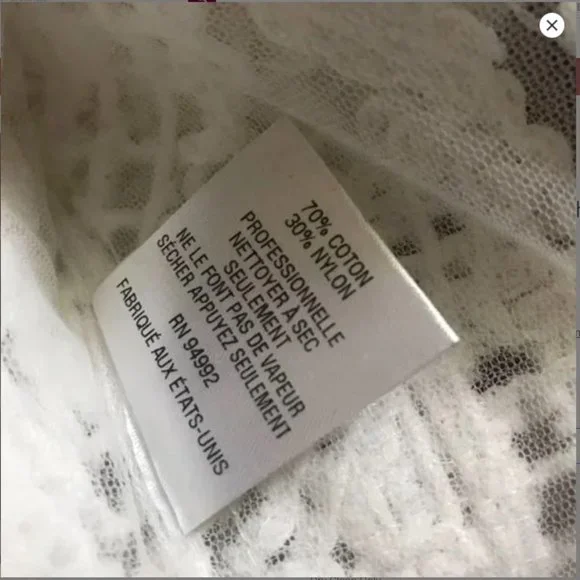 70% COTON
30% NYLON
PROFESSIONNELLE
NETTOYER A SEC
SEULEMENT
NE LE FONT PAS DE VAPEUR
SÉCHER APPUYEZ SEULEMENT
RN 94992
FABRIQUÉ AUX ÉTATS-UNIS